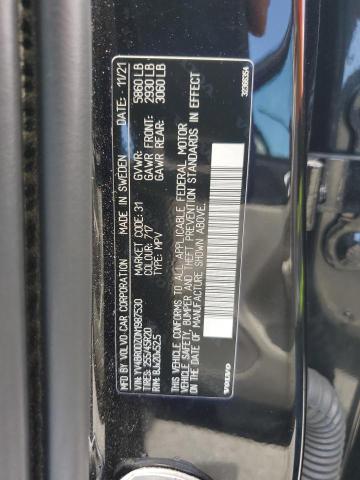 MFD BY VOLVO CAR CORPORATION MADE IN SWEDEN 11/21
VIN: YV4BR0DZ0M1987530 MARKET CODE: 31 GVWR: 5860 LB
TIRE: 255/45R20 COLOUR: 717 GAWR FRONT: 2930 LB
RIM: 8Jx20x52.5 TYPE: MPV GAWR REAR: 3060 LB
THIS VEHICLE CONFORMS TO ALL APPLICABLE FEDERAL MOTOR
VEHICLE SAFETY, BUMPER AND THEFT PREVENTION STANDARDS IN EFFECT
ON THE DATE OF MANUFACTURE SHOWN ABOVE.
VOLVO 32366354